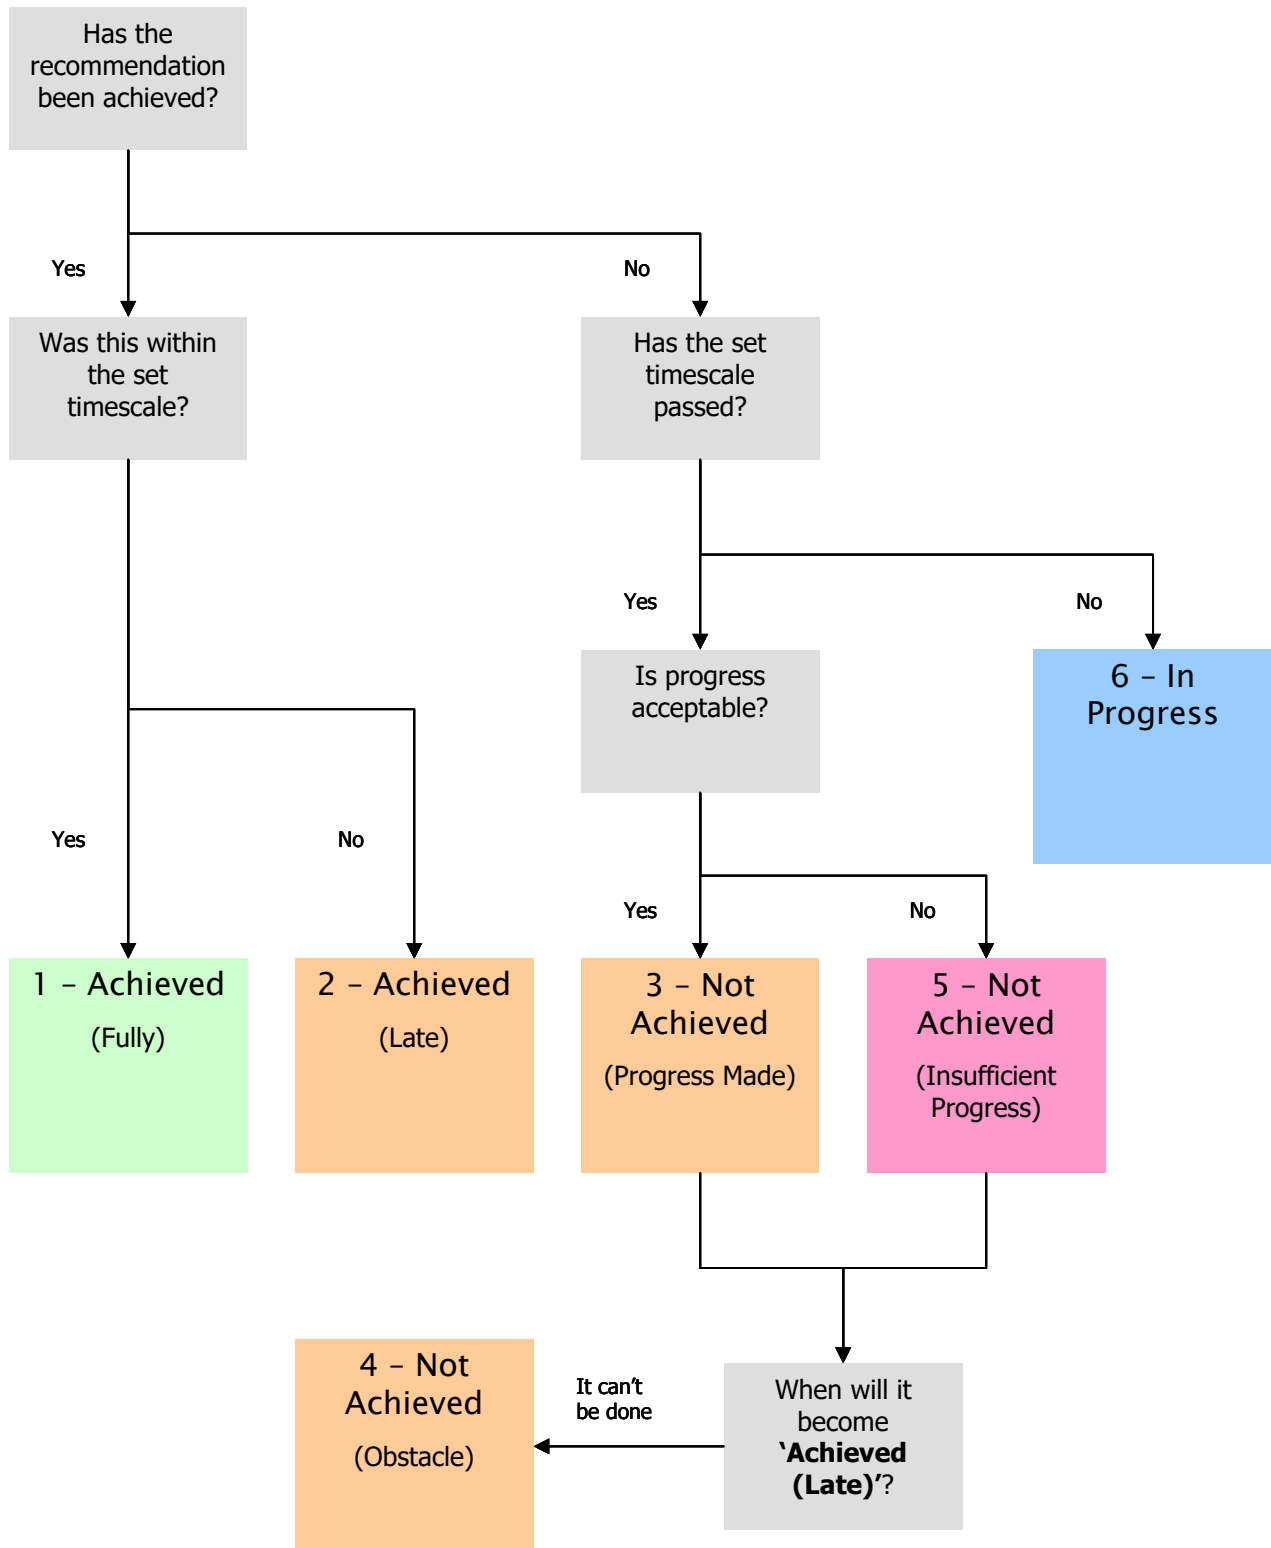 Has the
recommendation
been achieved?
Yes
No
Was this within
the set
timescale?
Has the set
timescale
passed?
Yes
No
Is progress
acceptable?
6 – In
Progress
Yes
No
Yes
No
1 – Achieved
(Fully)
2 – Achieved
(Late)
3 – Not
Achieved
(Progress Made)
5 – Not
Achieved
(Insufficient
Progress)
4 – Not
Achieved
(Obstacle)
It can’t
be done
When will it
become
‘Achieved
(Late)’?